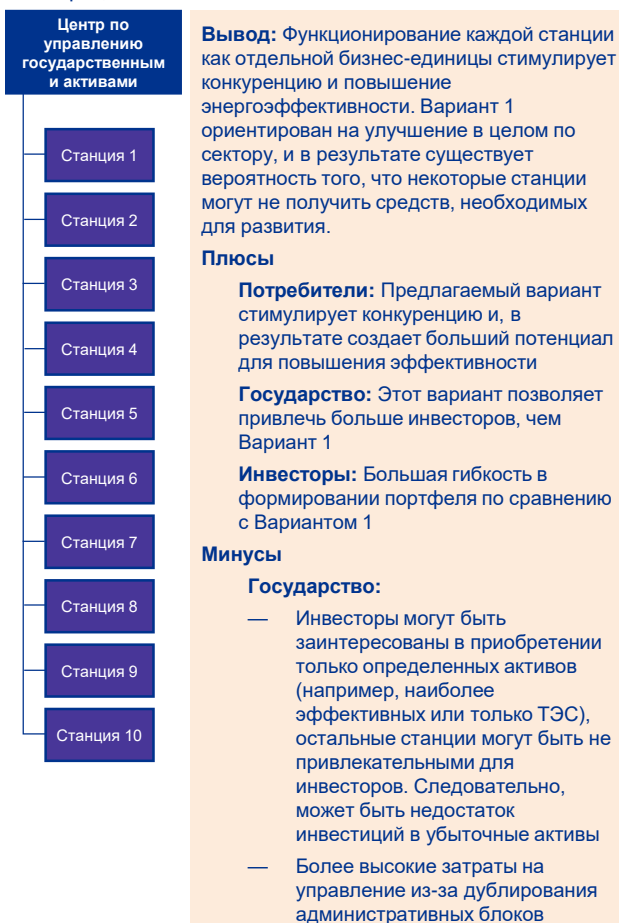 Центр по
управлению
государственным
и активами
Станция 1
Станция 2
Станция 3
Станция 4
Станция 5
Станция 6
Станция 7
Станция 8
Станция 9
Станция 10
Вывод: Функционирование каждой станции
как отдельной бизнес-единицы стимулирует
конкуренцию и повышение
энергоэффективности. Вариант 1
ориентирован на улучшение в целом по
сектору, и в результате существует
вероятность того, что некоторые станции
могут не получить средств, необходимых
для развития.
Плюсы
Потребители: Предлагаемый вариант
стимулирует конкуренцию и, в
результате создает больший потенциал
для повышения эффективности
Государство: Этот вариант позволяет
привлечь больше инвесторов, чем
Вариант 1
Инвесторы: Большая гибкость в
формировании портфеля по сравнению
с Вариантом 1
Минусы
Государство:
— Инвесторы могут быть
заинтересованы в приобретении
только определенных активов
(например, наиболее
эффективных или только ТЭС),
остальные станции могут быть не
привлекательными для
инвесторов. Следовательно,
может быть недостаток
инвестиций в убыточные активы
— Более высокие затраты на
управление из-за дублирования
административных блоков